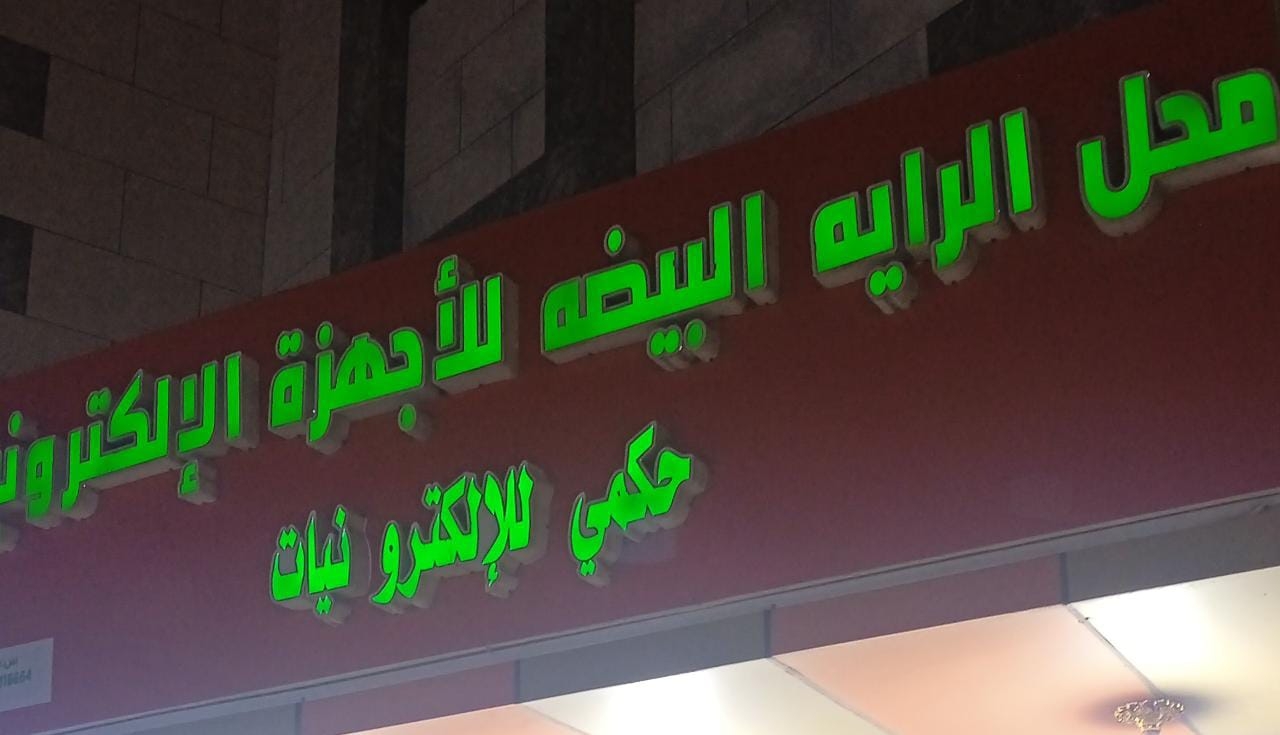 محل الرايه البيضه للأجهزة الإلكترون
حكمي للإلكترو نيات